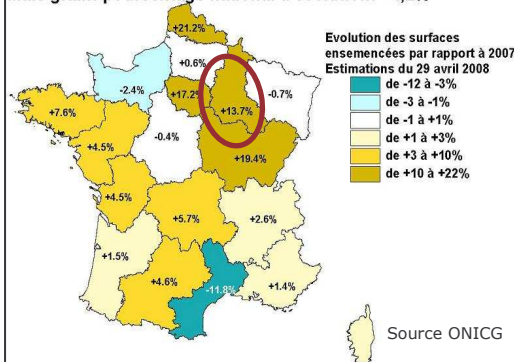 +21.2%
+0.6%
-2.4%
+17.2%
+13.7%
-0.7%
+7.6%
+4.5%
-0.4%
+19.4%
+4.5%
+5.7%
+2.6%
+1.5%
+4.6%
-11.8%
+1.4%
Evolution des surfaces
ensemencées par rapport à 2007
Estimations du 29 avril 2008
de -12 à -3%
de -3 à -1%
de -1 à +1%
de +1 à +3%
de +3 à +10%
de +10 à +22%
Source ONICG